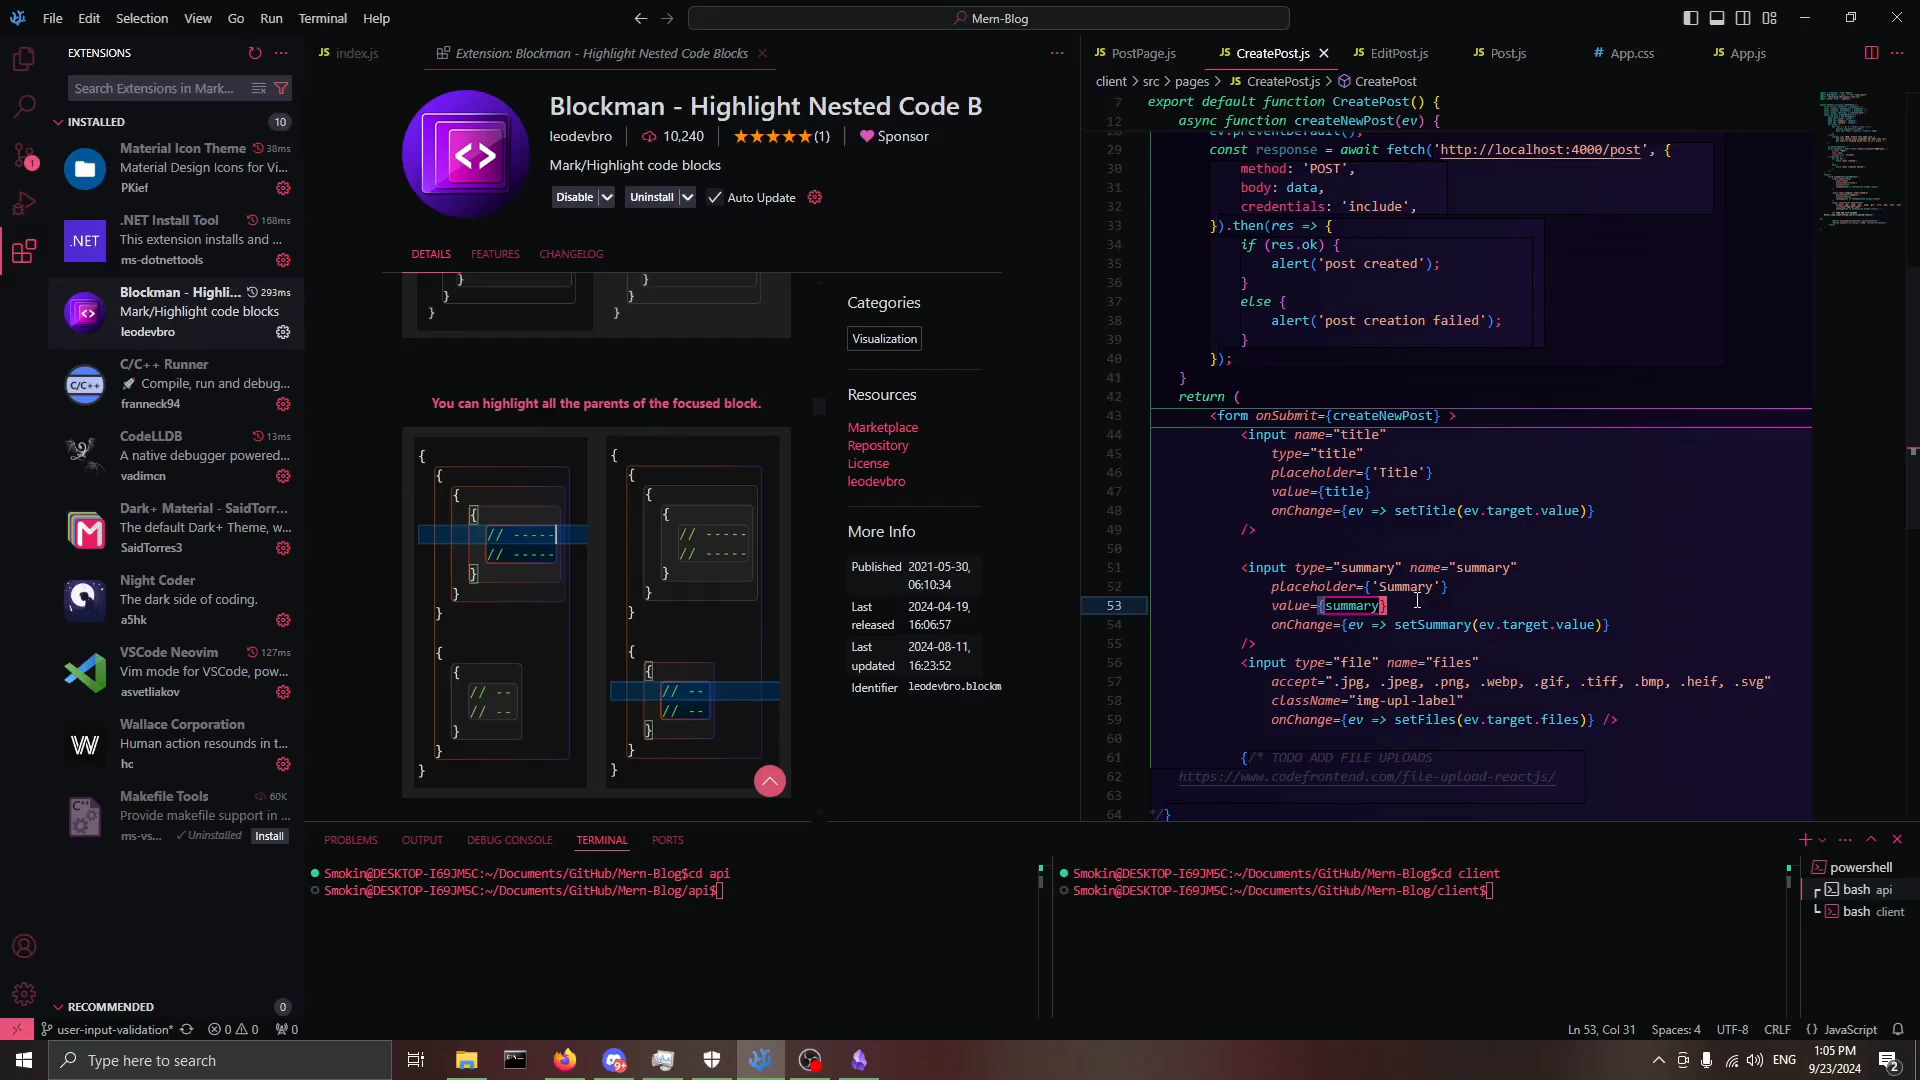 File Edit Selection View Go Run Terminal Help
Mern-Blog
EXTENSIONS
Search Extensions in Mark...
INSTALLED
10
Material Icon Theme 38ms
Material Design Icons for Vi...
PKief
.NET Install Tool 168ms
This extension installs and ...
ms-dotnettools
.NET
Blockman - Highli... 293ms
Mark/Highlight code blocks
leodevbro
C/C++ Runner
🚀 Compile, run and debug...
franneck94
C/C++
CodeLLDB 13ms
A native debugger powered...
vadimcn
Dark+ Material - SaidTorr...
The default Dark+ Theme, w...
SaidTorres3
Night Coder
The dark side of coding.
a5hk
VSCode Neovim 127ms
Vim mode for VSCode, pow...
asvetliakov
Wallace Corporation
Human action resounds in t...
hc
Makefile Tools 60K
Provide makefile support in ...
ms-vs... Uninstalled Install
RECOMMENDED
0
JS index.js
Extension: Blockman - Highlight Nested Code Blocks
Blockman - Highlight Nested Code B
leodevbro 10,240 ★★★★★(1) Sponsor
Mark/Highlight code blocks
Disable Uninstall Auto Update
DETAILS FEATURES CHANGELOG
You can highlight all the parents of the focused block.
{ {
{ {
{ {
{ {
// ----- // -----
// ----- // -----
} }
} }
} }
{ {
{ {
// -- // --
// -- // --
} }
} }
} }
Categories
Visualization
Resources
Marketplace
Repository
License
leodevbro
More Info
Published 2021-05-30, 06:10:34
Last released 2024-04-19, 16:06:57
Last updated 2024-08-11, 16:23:52
Identifier leodevbro.blockm
JS PostPage.js JS CreatePost.js JS EditPost.js JS Post.js # App.css JS App.js
client > src > pages > JS CreatePost.js > CreatePost
7 export default function CreatePost() {
12 async function createNewPost(ev) {
28 ev.preventDefault();
29 const response = await fetch('http://localhost:4000/post', {
30 method: 'POST',
31 body: data,
32 credentials: 'include',
33 }).then(res => {
34 if (res.ok) {
35 alert('post created');
36 }
37 else {
38 alert('post creation failed');
39 }
40 });
41 }
42 return (
43 <form onSubmit={createNewPost} >
44 <input name="title"
45 type="title"
46 placeholder={'Title'}
47 value={title}
48 onChange={ev => setTitle(ev.target.value)}
49 />
50
51 <input type="summary" name="summary"
52 placeholder={'Summary'}
53 value={summary}
54 onChange={ev => setSummary(ev.target.value)}
55 />
56 <input type="file" name="files"
57 accept=".jpg, .jpeg, .png, .webp, .gif, .tiff, .bmp, .heif, .svg"
58 className="img-upl-label"
59 onChange={ev => setFiles(ev.target.files)} />
60
61 {/* TODO ADD FILE UPLOADS
62 https://www.codefrontend.com/file-upload-reactjs/
63
64 */}
PROBLEMS OUTPUT DEBUG CONSOLE TERMINAL PORTS
Smokin@DESKTOP-I69JM5C:~/Documents/GitHub/Mern-Blog$cd api
Smokin@DESKTOP-I69JM5C:~/Documents/GitHub/Mern-Blog/api$
Smokin@DESKTOP-I69JM5C:~/Documents/GitHub/Mern-Blog$cd client
Smokin@DESKTOP-I69JM5C:~/Documents/GitHub/Mern-Blog/client$
powershell
bash api
bash client
user-input-validation* 0 0 0
Ln 53, Col 31 Spaces: 4 UTF-8 CRLF {} JavaScript
Type here to search
ENG
1:05 PM
9/23/2024
2